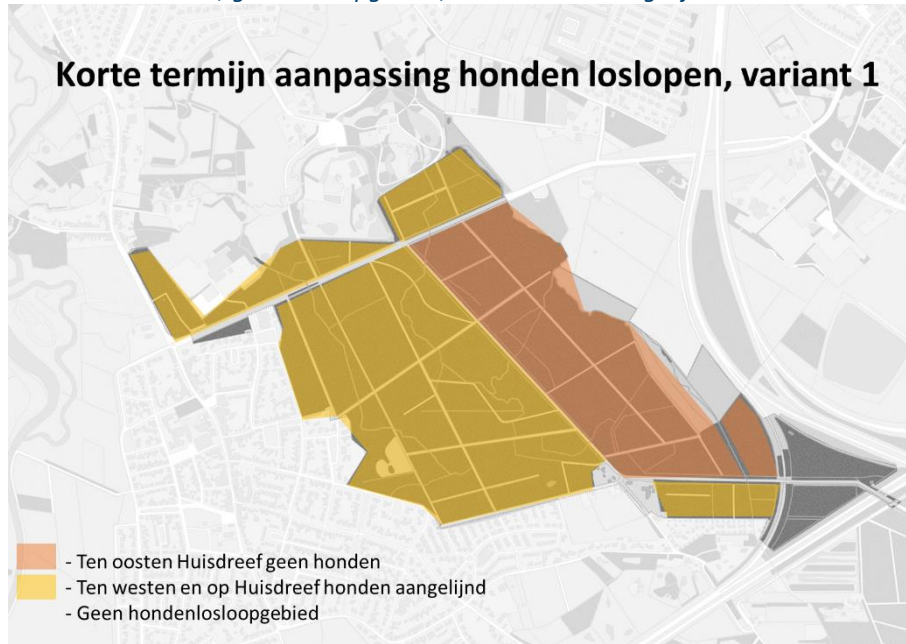 Korte termijn aanpassing honden loslopen, variant 1
- Ten oosten Huisdreef geen honden
- Ten westen en op Huisdreef honden aangelijnd
- Geen hondenlosloopgebied